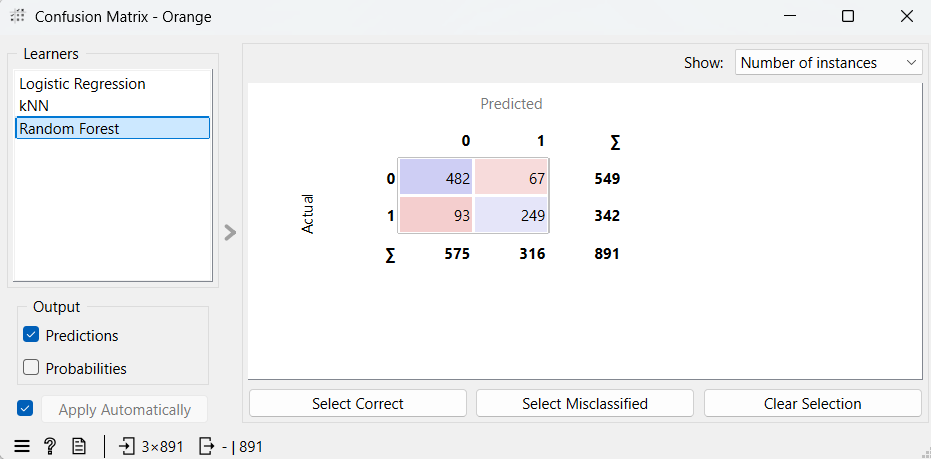 Confusion Matrix - Orange
Learners
Logistic Regression
kNN
Random Forest
Output
Predictions
Probabilities
Apply Automatically
Show: Number of instances
Predicted
0 1 ∑
Actual
0 482 67 549
1 93 249 342
∑ 575 316 891
Select Correct Select Misclassified Clear Selection
? 3×891 - | 891